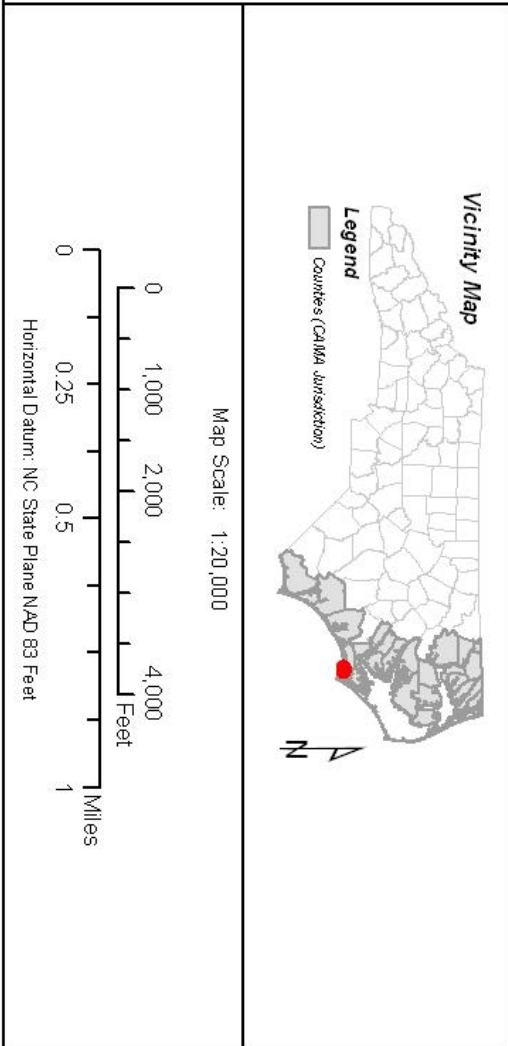 Vicinity Map
Legend
Counties (CAMA Jurisdiction)
N
Map Scale: 1:20,000
0 1,000 2,000 4,000
Feet
0 0.25 0.5 1
Miles
Horizontal Datum: NC State Plane NAD 83 Feet